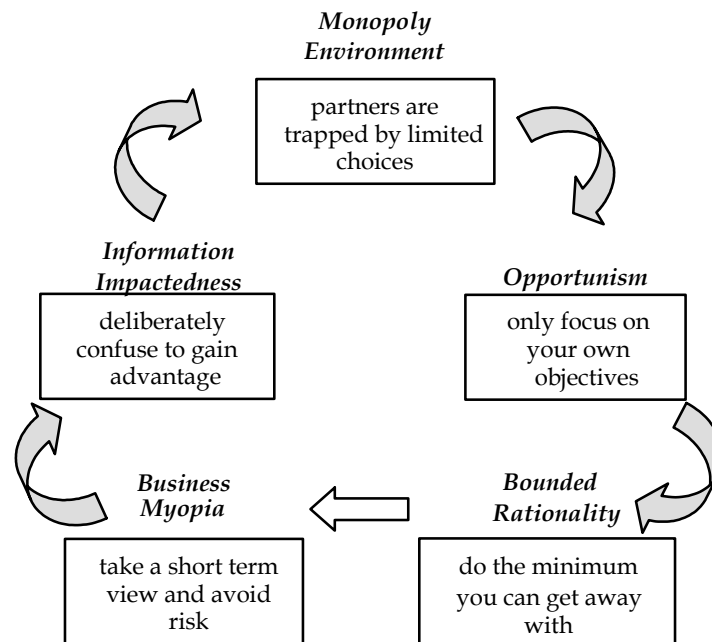 Monopoly
Environment
partners are
trapped by limited
choices
Information
Impactedness
deliberately
confuse to gain
advantage
Opportunism
only focus on
your own
objectives
Business
Myopia
take a short term
view and avoid
risk
Bounded
Rationality
do the minimum
you can get away
with